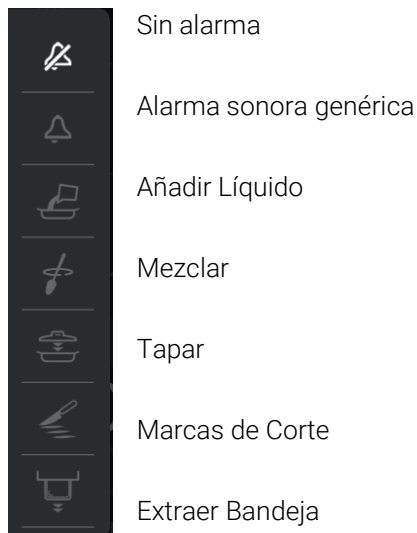 Sin alarma
Alarma sonora genérica
Añadir Líquido
Mezclar
Tapar
Marcas de Corte
Extraer Bandeja